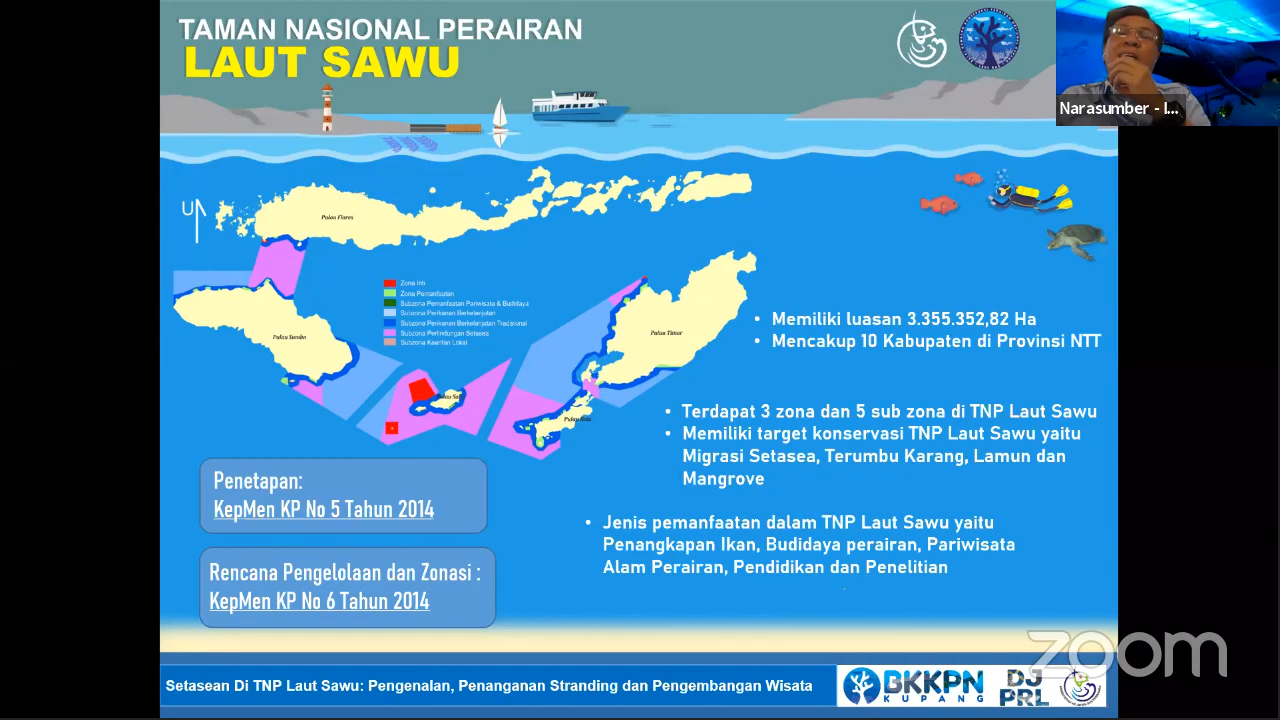 TAMAN NASIONAL PERAIRAN
LAUT SAWU
Narasumber - I...
U
Pulau Flores
Pulau Sumba
Pulau Timor
Zona Inti
Zona Pemanfaatan
Subzona Pemanfaatan Pariwisata & Budidaya
Subzona Perikanan Berkelanjutan
Subzona Perikanan Berkelanjutan Tradisional
Subzona Perlindungan Setasea
Subzona Kearifan Lokal
• Memiliki luasan 3.355.352,82 Ha
• Mencakup 10 Kabupaten di Provinsi NTT
• Terdapat 3 zona dan 5 sub zona di TNP Laut Sawu
• Memiliki target konservasi TNP Laut Sawu yaitu
Migrasi Setasea, Terumbu Karang, Lamun dan
Mangrove
• Jenis pemanfaatan dalam TNP Laut Sawu yaitu
Penangkapan Ikan, Budidaya perairan, Pariwisata
Alam Perairan, Pendidikan dan Penelitian
Penetapan:
KepMen KP No 5 Tahun 2014
Rencana Pengelolaan dan Zonasi :
KepMen KP No 6 Tahun 2014
zoom
Setasean Di TNP Laut Sawu: Pengenalan, Penanganan Stranding dan Pengembangan Wisata
BKKPN
KUPANG
DJ
PRL